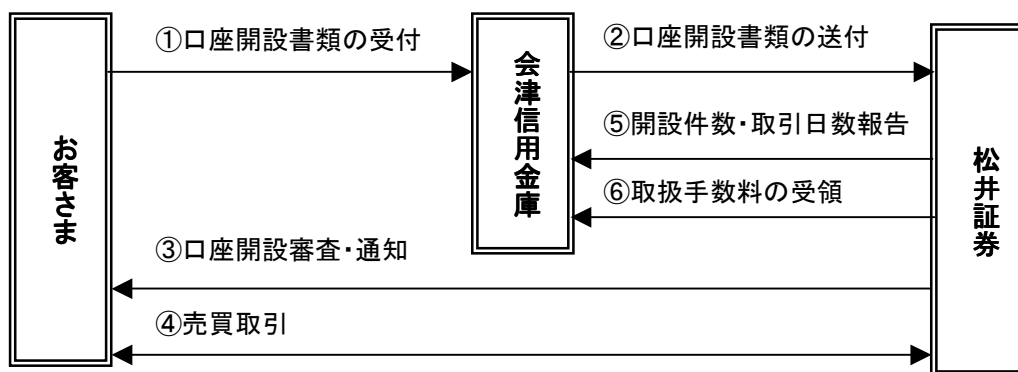 ①口座開設書類の受付
②口座開設書類の送付
お客さま
会津信用金庫
松井証券
⑤開設件数・取引日数報告
⑥取扱手数料の受領
③口座開設審査・通知
④売買取引